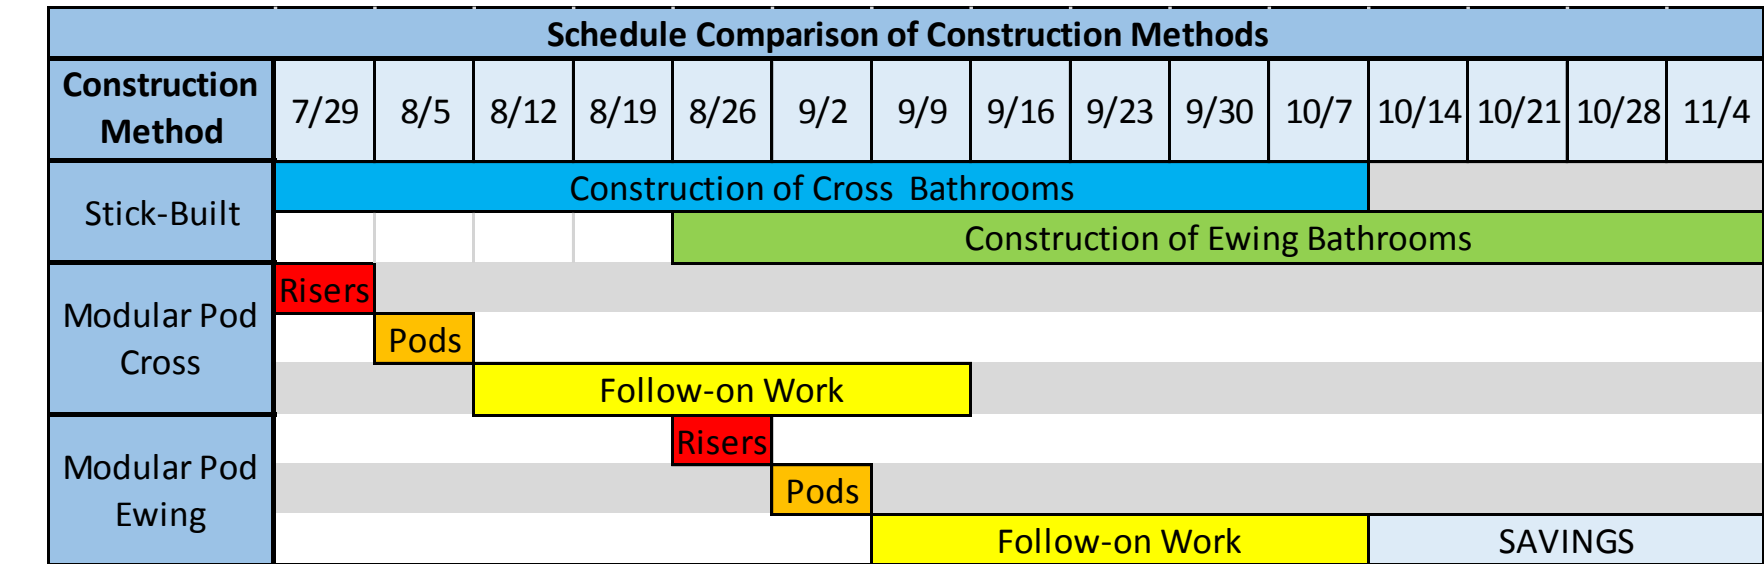 Schedule Comparison of Construction Methods
Construction
Method
7/29 8/5 8/12 8/19 8/26 9/2 9/9 9/16 9/23 9/30 10/7 10/14 10/21 10/28 11/4
Stick-Built
Construction of Cross  Bathrooms
Construction of Ewing Bathrooms
Modular Pod
Cross
Risers
Pods
Follow-on Work
Modular Pod
Ewing
Risers
Pods
Follow-on Work SAVINGS